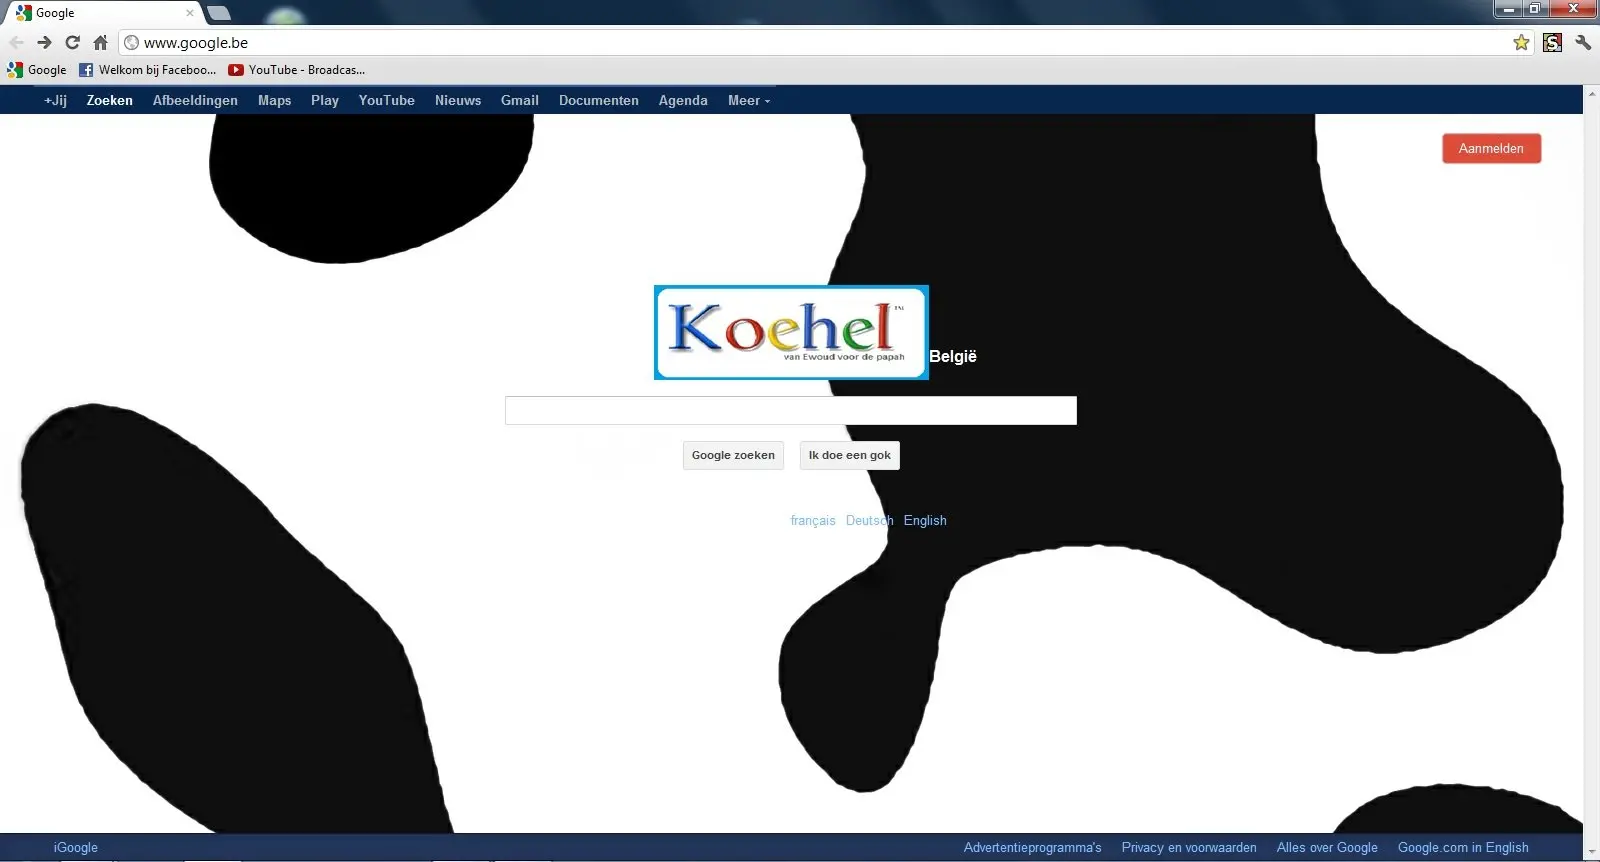 Google
www.google.be
Google Welkom bij Faceboo... YouTube - Broadcas...
+Jij Zoeken Afbeeldingen Maps Play YouTube Nieuws Gmail Documenten Agenda Meer
Aanmelden
Koehel™
van Ewoud voor de papah
België
Google zoeken Ik doe een gok
français Deutsch English
iGoogle Advertentieprogramma's Privacy en voorwaarden Alles over Google Google.com in English